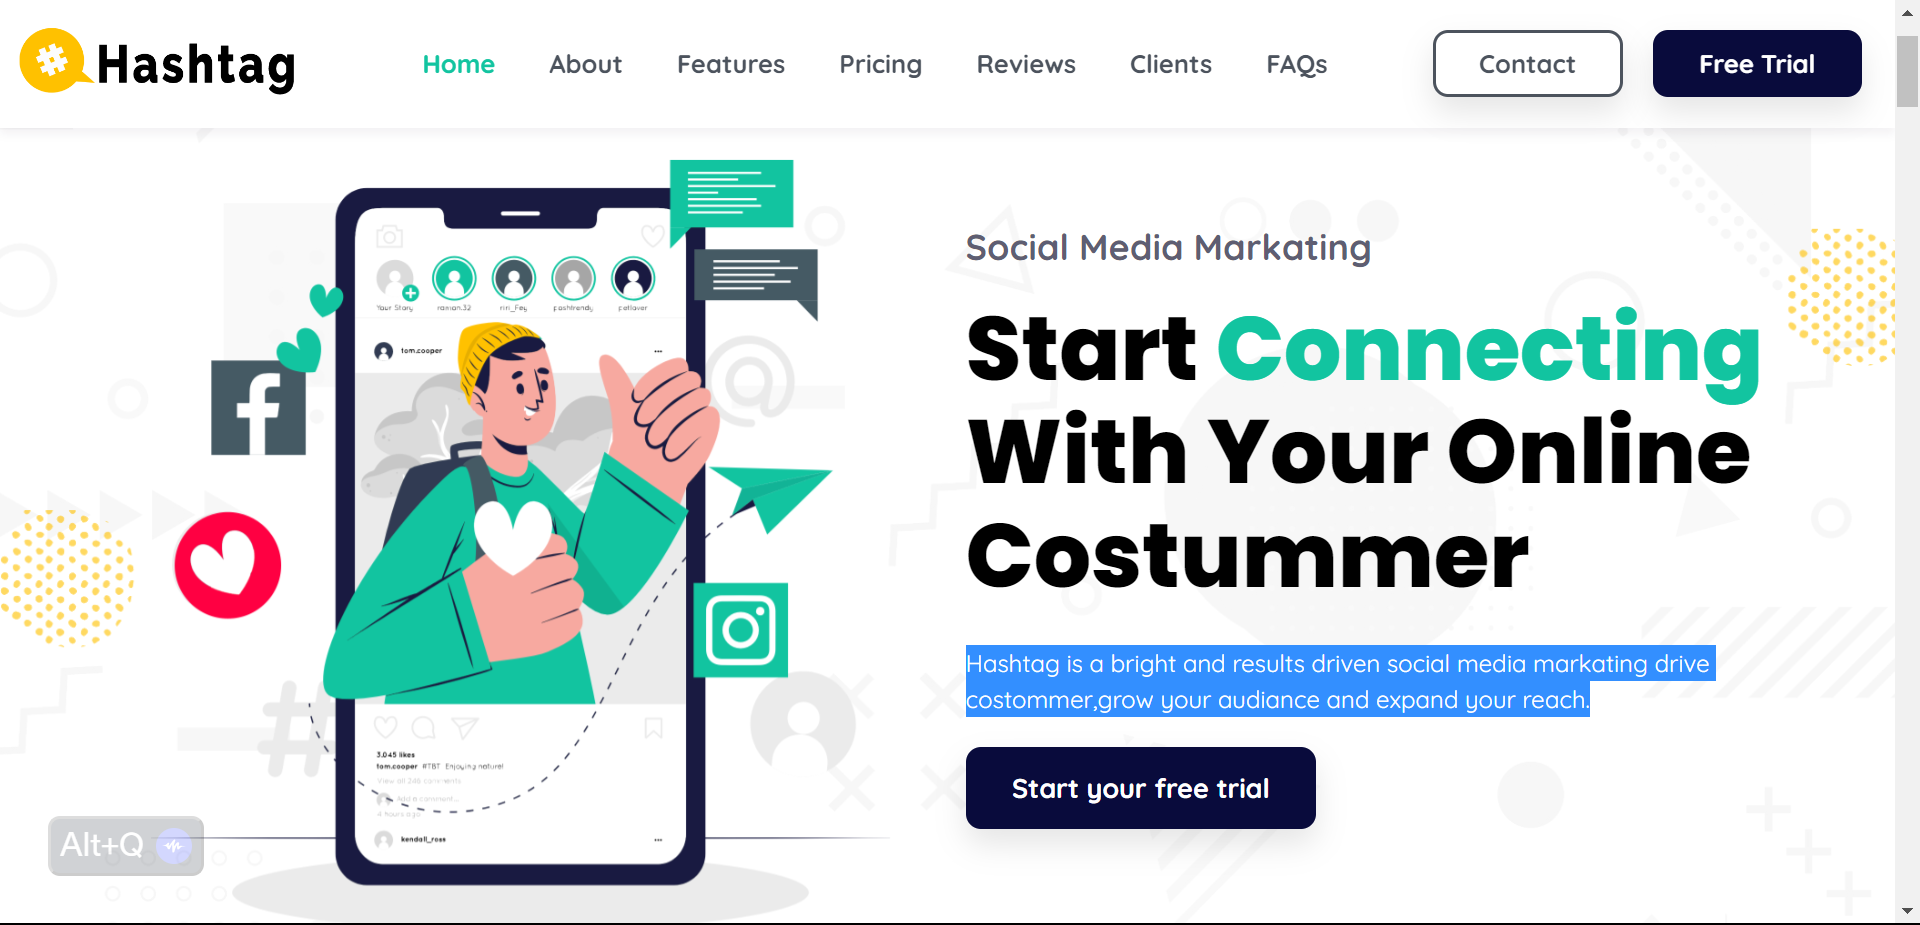 Hashtag
Home About Features Pricing Reviews Clients FAQs Contact Free Trial
Your Story raman.32 riri_Fey poshtrendy petlover
tom.cooper
Social Media Markating
Start Connecting
With Your Online
Costummer
Hashtag is a bright and results driven social media markating drive
costommer,grow your audiance and expand your reach.
Start your free trial
3.045 likes
tom.cooper #TBT Enjoying nature!
View all 246 comments
Add a comment...
4 hours ago
kendall_ross
Alt+Q